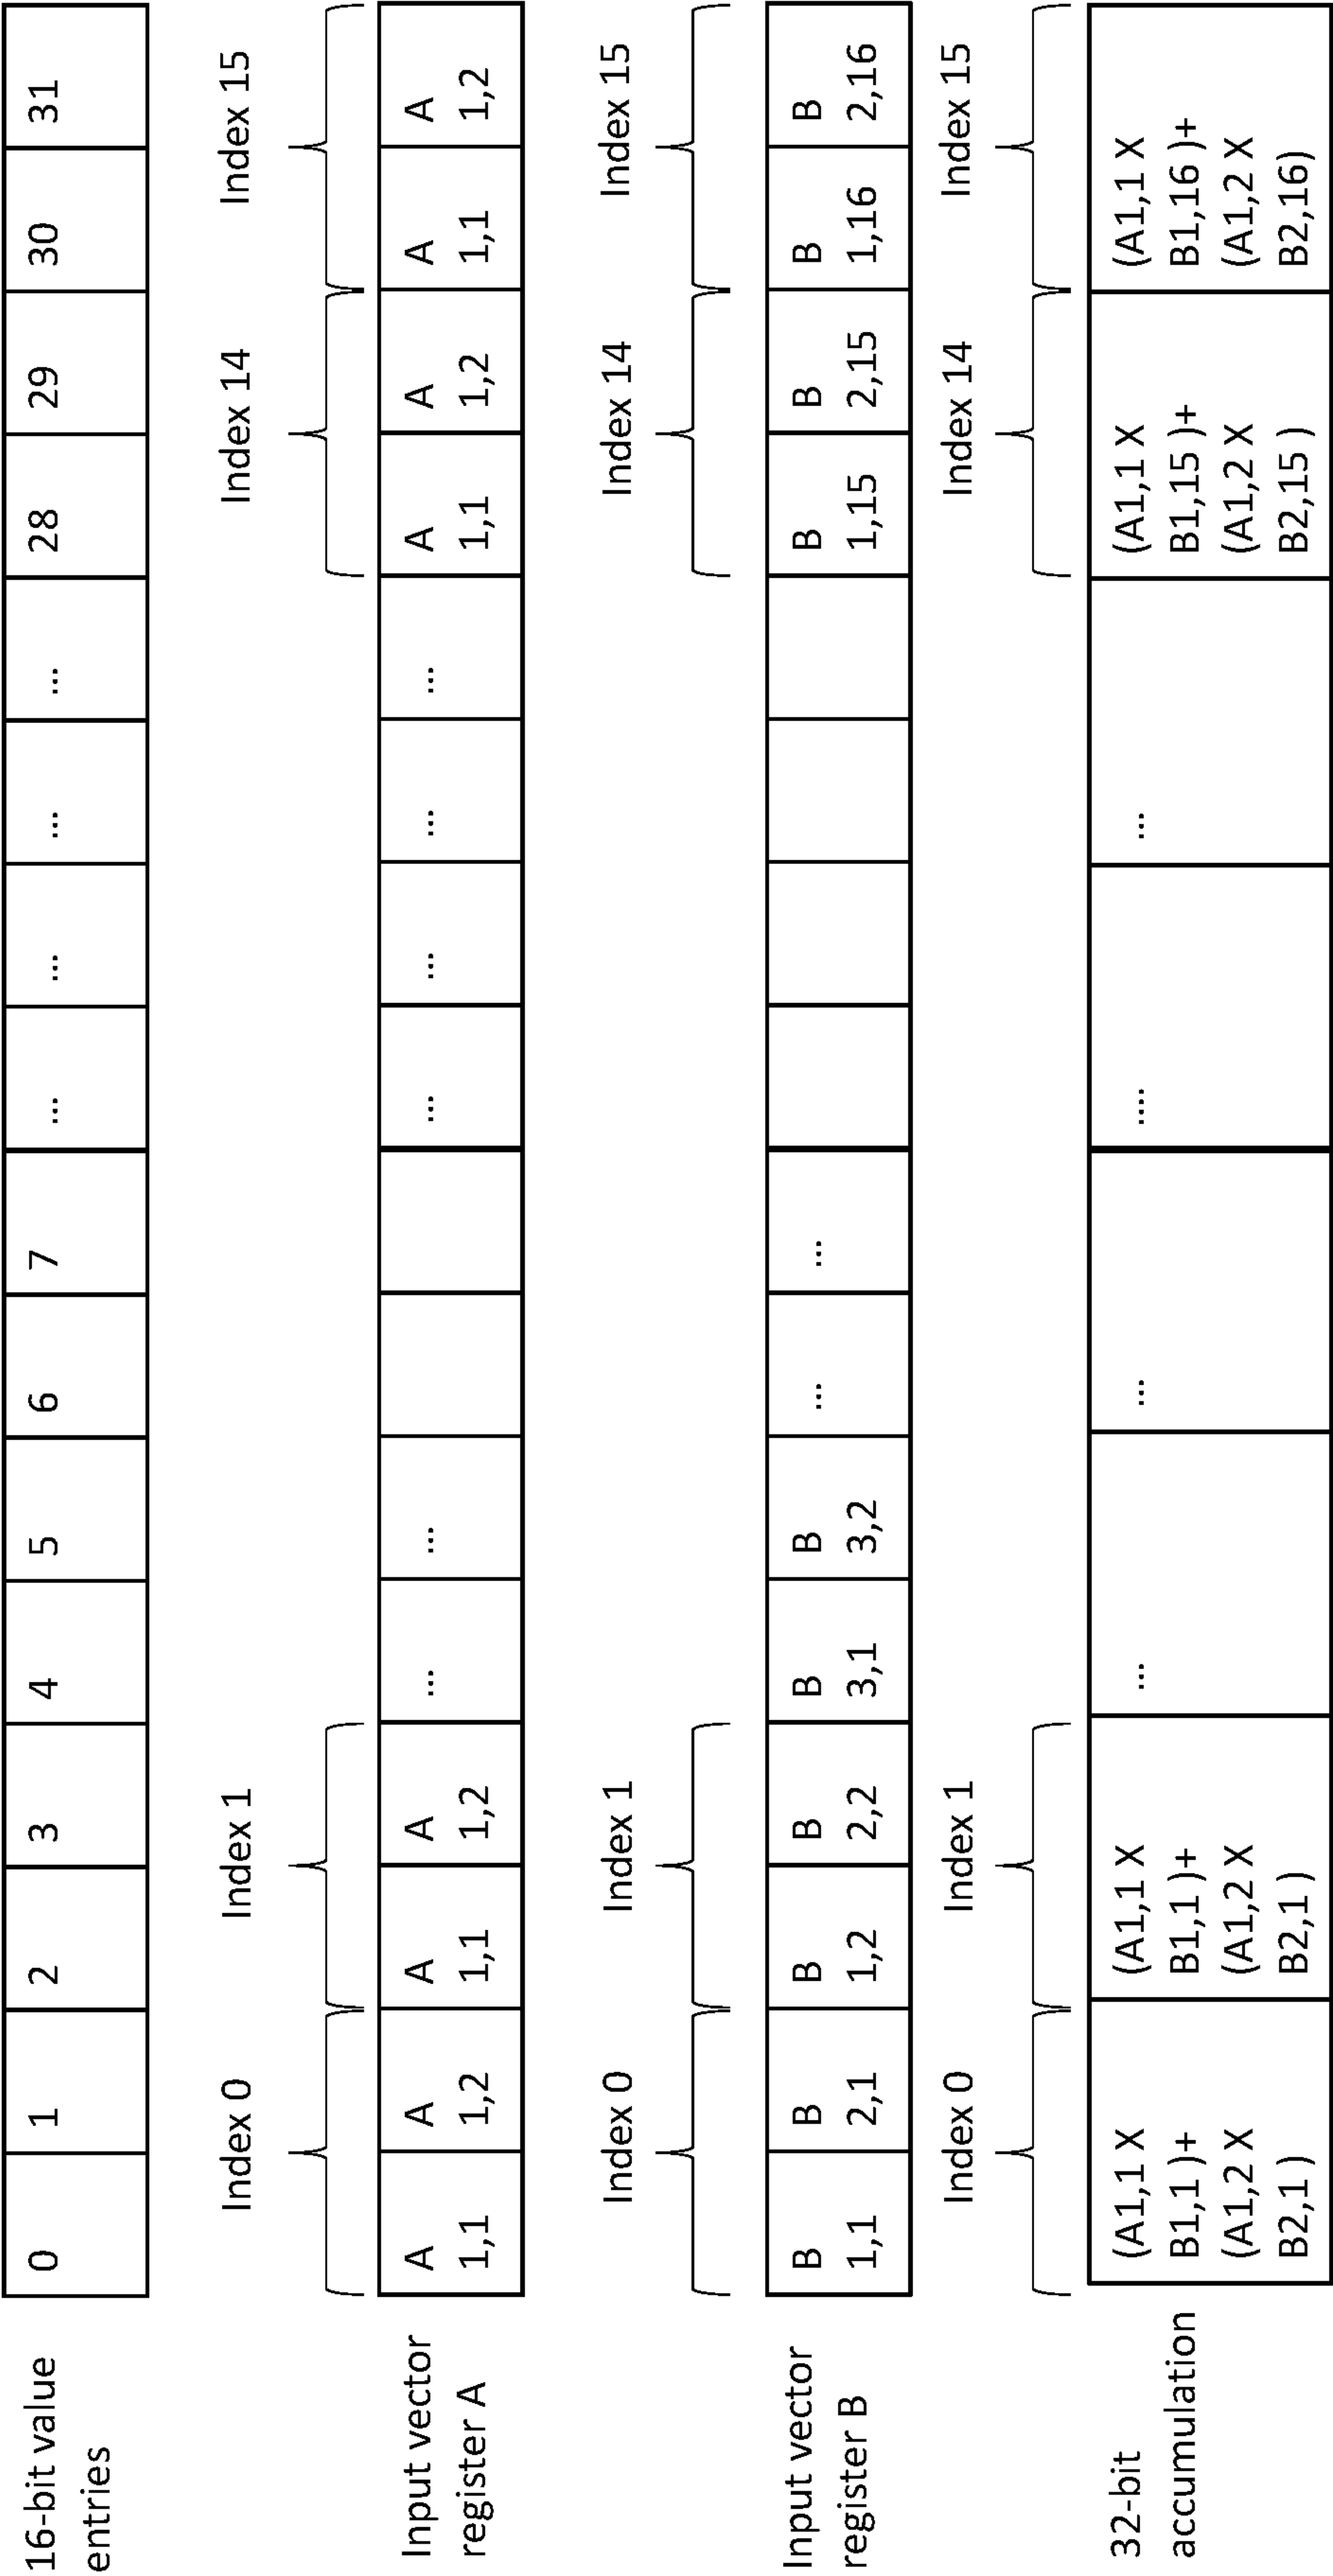 16-bit value
entries
0 1 2 3 4 5 6 7 ... ... ... ... 28 29 30 31
Index 0 Index 1 Index 14 Index 15
Input vector
register A
A A A A ... ... ... ... ... ... A A A A
1,1 1,2 1,1 1,2 1,1 1,2 1,1 1,2
Index 0 Index 1 Index 14 Index 15
Input vector
register B
B B B B B B ... ... B B B B
1,1 2,1 1,2 2,2 3,1 3,2 1,15 2,15 1,16 2,16
Index 0 Index 1 Index 14 Index 15
32-bit
accumulation
(A1,1 X (A1,1 X ... ... .... ... (A1,1 X (A1,1 X
B1,1 )+ B1,1 )+ B1,15 )+ B1,16 )+
(A1,2 X (A1,2 X (A1,2 X (A1,2 X
B2,1 ) B2,1 ) B2,15 ) B2,16)